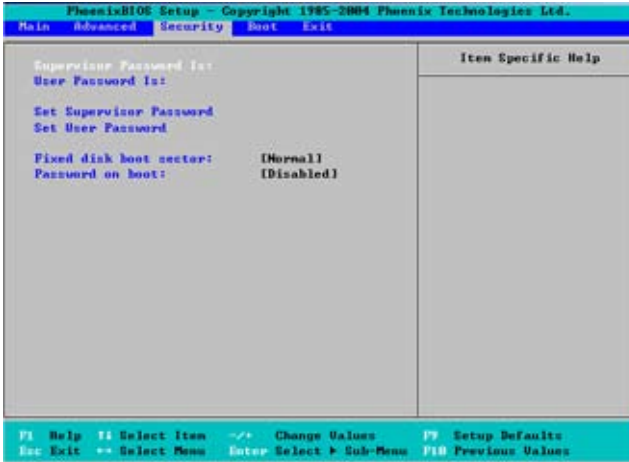 PhoenixBIOS Setup - Copyright 1985-2004 Phoenix Technologies Ltd.
Main Advanced Security Boot Exit
Supervisor Password Is:
User Password Is:
Set Supervisor Password
Set User Password
Fixed disk boot sector: [Normal]
Password on boot: [Disabled]
Item Specific Help
F1 Help ↑↓ Select Item -/+ Change Values F9 Setup Defaults
Esc Exit ↔ Select Menu Enter Select ▶ Sub-Menu F10 Previous Values